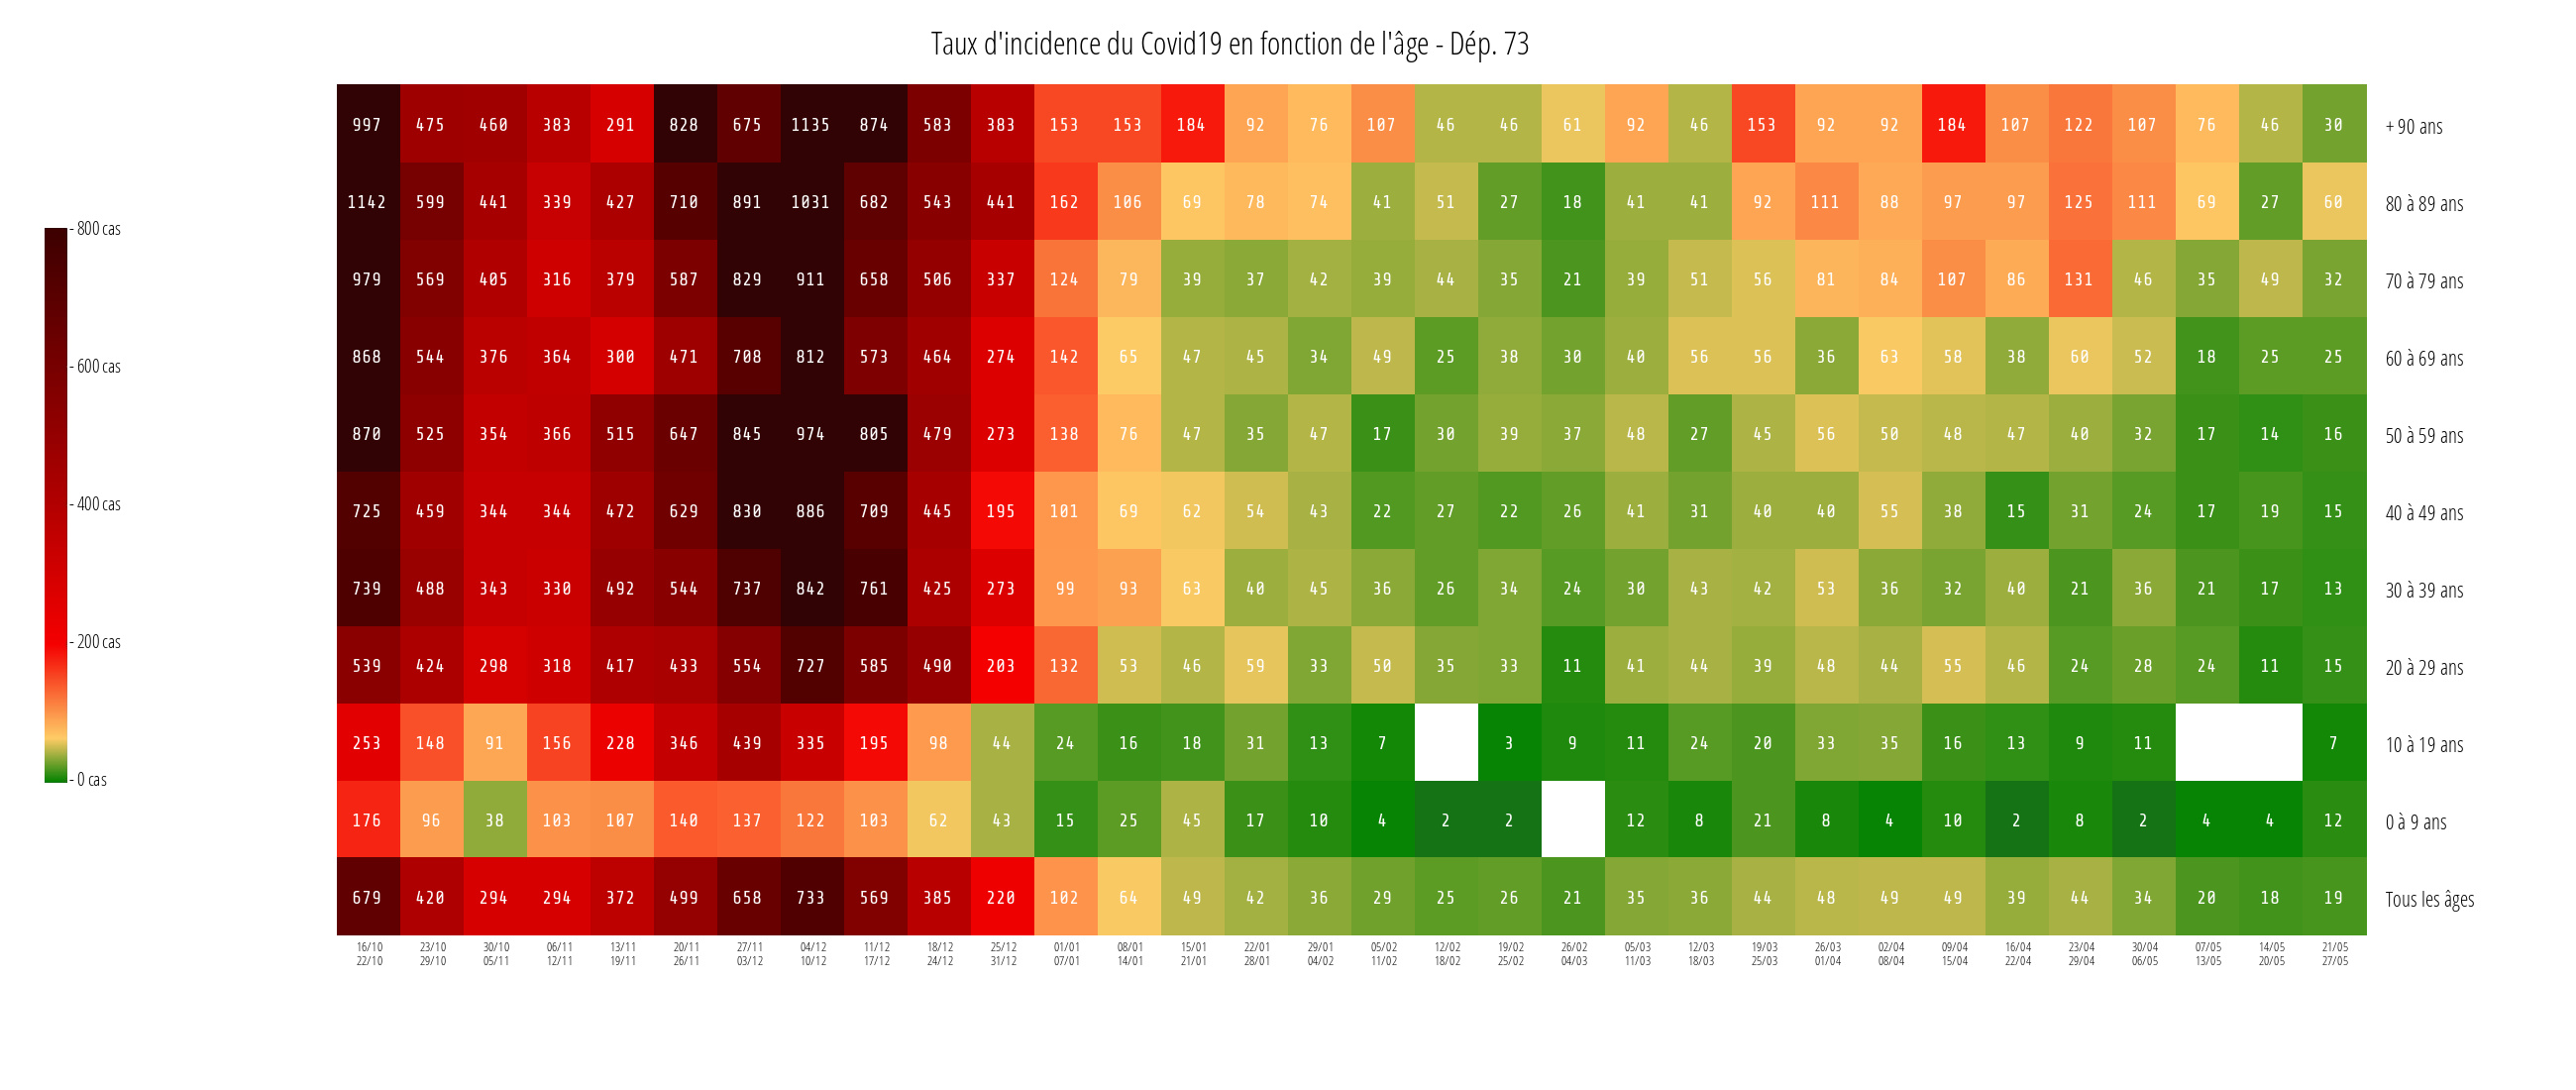 Taux d'incidence du Covid19 en fonction de l'âge - Dép. 73
- 800 cas
- 600 cas
- 400 cas
- 200 cas
- 0 cas
997 475 460 383 291 828 675 1135 874 583 383 153 153 184 92 76 107 46 46 61 92 46 153 92 92 184 107 122 107 76 46 30 + 90 ans
1142 599 441 339 427 710 891 1031 682 543 441 162 106 69 78 74 41 51 27 18 41 41 92 111 88 97 97 125 111 69 27 60 80 à 89 ans
979 569 405 316 379 587 829 911 658 506 337 124 79 39 37 42 39 44 35 21 39 51 56 81 84 107 86 131 46 35 49 32 70 à 79 ans
868 544 376 364 300 471 708 812 573 464 274 142 65 47 45 34 49 25 38 30 40 56 56 36 63 58 38 60 52 18 25 25 60 à 69 ans
870 525 354 366 515 647 845 974 805 479 273 138 76 47 35 47 17 30 39 37 48 27 45 56 50 48 47 40 32 17 14 16 50 à 59 ans
725 459 344 344 472 629 830 886 709 445 195 101 69 62 54 43 22 27 22 26 41 31 40 40 55 38 15 31 24 17 19 15 40 à 49 ans
739 488 343 330 492 544 737 842 761 425 273 99 93 63 40 45 36 26 34 24 30 43 42 53 36 32 40 21 36 21 17 13 30 à 39 ans
539 424 298 318 417 433 554 727 585 490 203 132 53 46 59 33 50 35 33 11 41 44 39 48 44 55 46 24 28 24 11 15 20 à 29 ans
253 148 91 156 228 346 439 335 195 98 44 24 16 18 31 13 7 3 9 11 24 20 33 35 16 13 9 11 7 10 à 19 ans
176 96 38 103 107 140 137 122 103 62 43 15 25 45 17 10 4 2 2 12 8 21 8 4 10 2 8 2 4 4 12 0 à 9 ans
679 420 294 294 372 499 658 733 569 385 220 102 64 49 42 36 29 25 26 21 35 36 44 48 49 49 39 44 34 20 18 19 Tous les âges
16/10 23/10 30/10 06/11 13/11 20/11 27/11 04/12 11/12 18/12 25/12 01/01 08/01 15/01 22/01 29/01 05/02 12/02 19/02 26/02 05/03 12/03 19/03 26/03 02/04 09/04 16/04 23/04 30/04 07/05 14/05 21/05
22/10 29/10 05/11 12/11 19/11 26/11 03/12 10/12 17/12 24/12 31/12 07/01 14/01 21/01 28/01 04/02 11/02 18/02 25/02 04/03 11/03 18/03 25/03 01/04 08/04 15/04 22/04 29/04 06/05 13/05 20/05 27/05